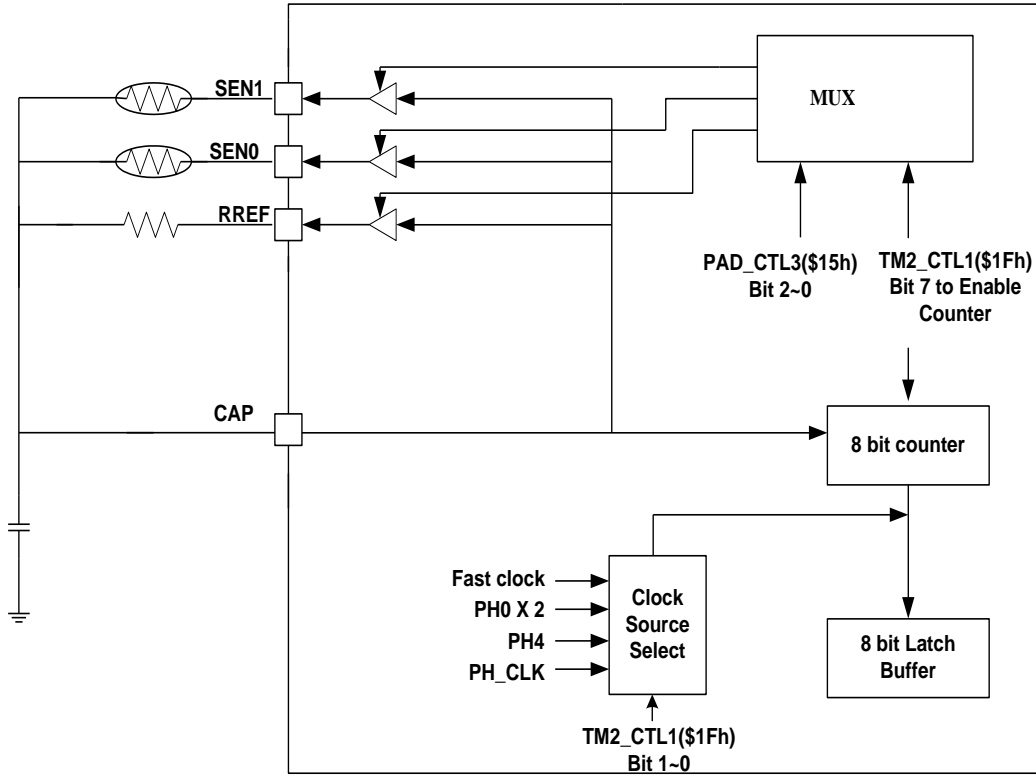 SEN1
MUX
SEN0
RREF
PAD_CTL3($15h)
Bit 2~0
TM2_CTL1($1Fh)
Bit 7 to Enable
Counter
CAP
8 bit counter
Fast clock
PH0 X 2
PH4
PH_CLK
Clock
Source
Select
8 bit Latch
Buffer
TM2_CTL1($1Fh)
Bit 1~0